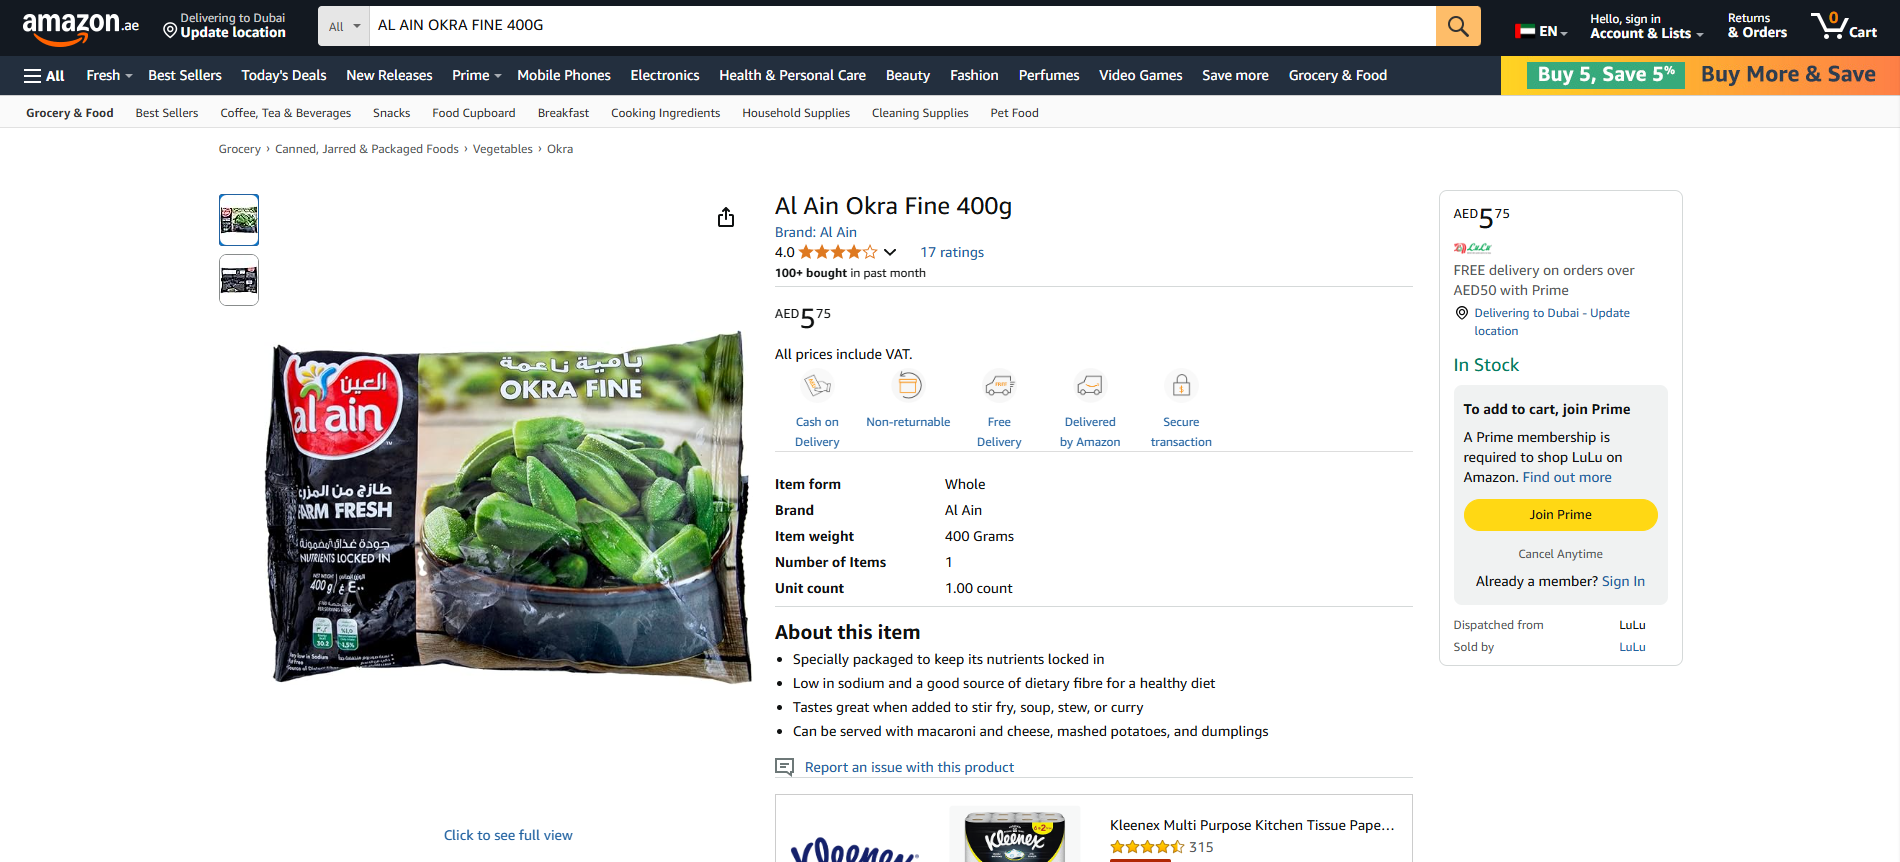 amazon.ae
Delivering to Dubai
Update location
All
AL AIN OKRA FINE 400G
EN
Hello, sign in
Account & Lists
Returns
& Orders
0
Cart
All
Fresh
Best Sellers
Today's Deals
New Releases
Prime
Mobile Phones
Electronics
Health & Personal Care
Beauty
Fashion
Perfumes
Video Games
Save more
Grocery & Food
Buy 5, Save 5%
Buy More & Save
Grocery & Food
Best Sellers
Coffee, Tea & Beverages
Snacks
Food Cupboard
Breakfast
Cooking Ingredients
Household Supplies
Cleaning Supplies
Pet Food
Grocery › Canned, Jarred & Packaged Foods › Vegetables › Okra
العين
al ain
بامية ناعمة
OKRA FINE
طازج من
FARM FRESH
جودة غذائية مضمونة
NUTRIENTS LOCKED IN
400 g
30.2
1.5%
Click to see full view
Al Ain Okra Fine 400g
Brand: Al Ain
4.0
17 ratings
100+ bought in past month
AED 5 75
All prices include VAT.
Cash on
Delivery
Non-returnable
Free
Delivery
Delivered
by Amazon
Secure
transaction
Item form Whole
Brand Al Ain
Item weight 400 Grams
Number of Items 1
Unit count 1.00 count
About this item
• Specially packaged to keep its nutrients locked in
• Low in sodium and a good source of dietary fibre for a healthy diet
• Tastes great when added to stir fry, soup, stew, or curry
• Can be served with macaroni and cheese, mashed potatoes, and dumplings
Report an issue with this product
Kleenex
Kleenex
Kleenex Multi Purpose Kitchen Tissue Pape...
315
AED 5 75
LuLu
FREE delivery on orders over
AED50 with Prime
Delivering to Dubai - Update
location
In Stock
To add to cart, join Prime
A Prime membership is
required to shop LuLu on
Amazon. Find out more
Join Prime
Cancel Anytime
Already a member? Sign In
Dispatched from LuLu
Sold by LuLu